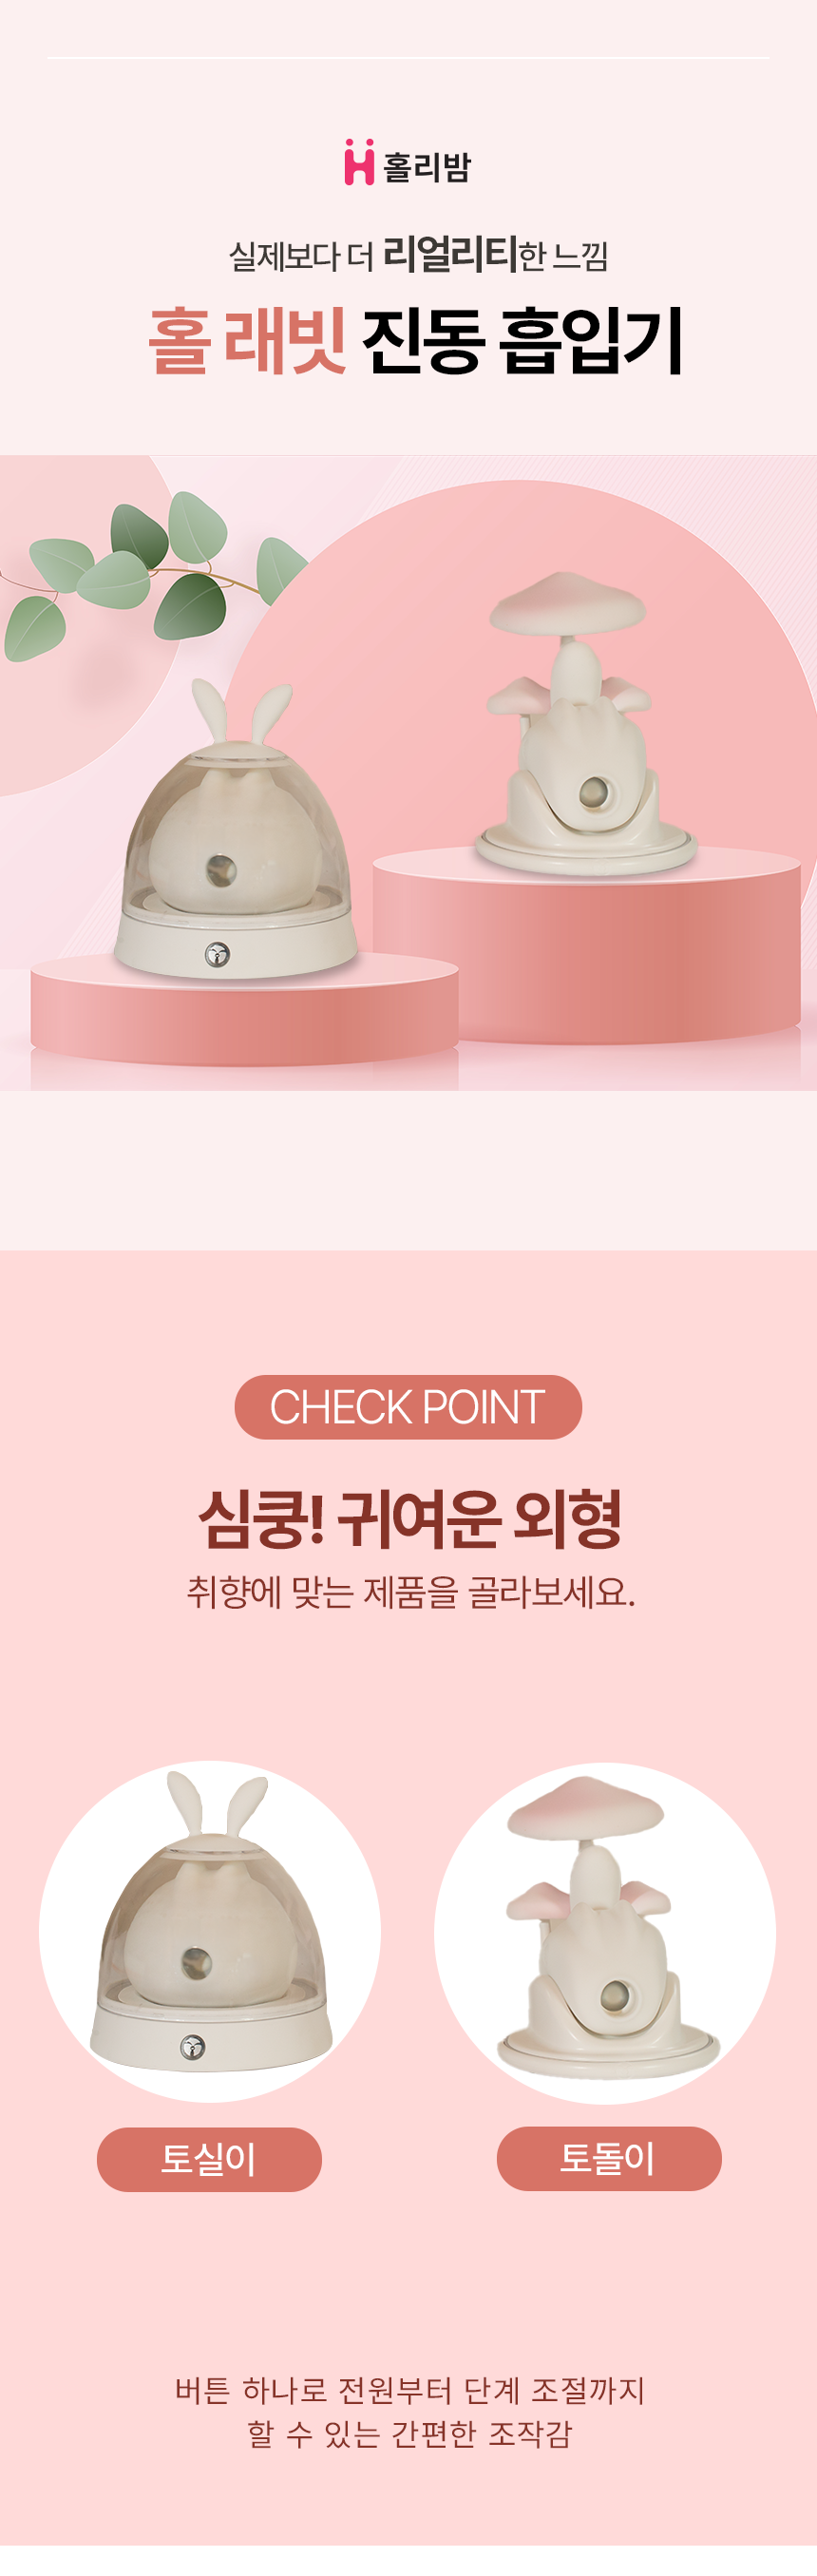 홀리밤
실제보다 더 리얼리티한 느낌
홀 래빗 진동 흡입기
CHECK POINT
심쿵! 귀여운 외형
취향에 맞는 제품을 골라보세요.
토실이
토돌이
버튼 하나로 전원부터 단계 조절까지
할 수 있는 간편한 조작감